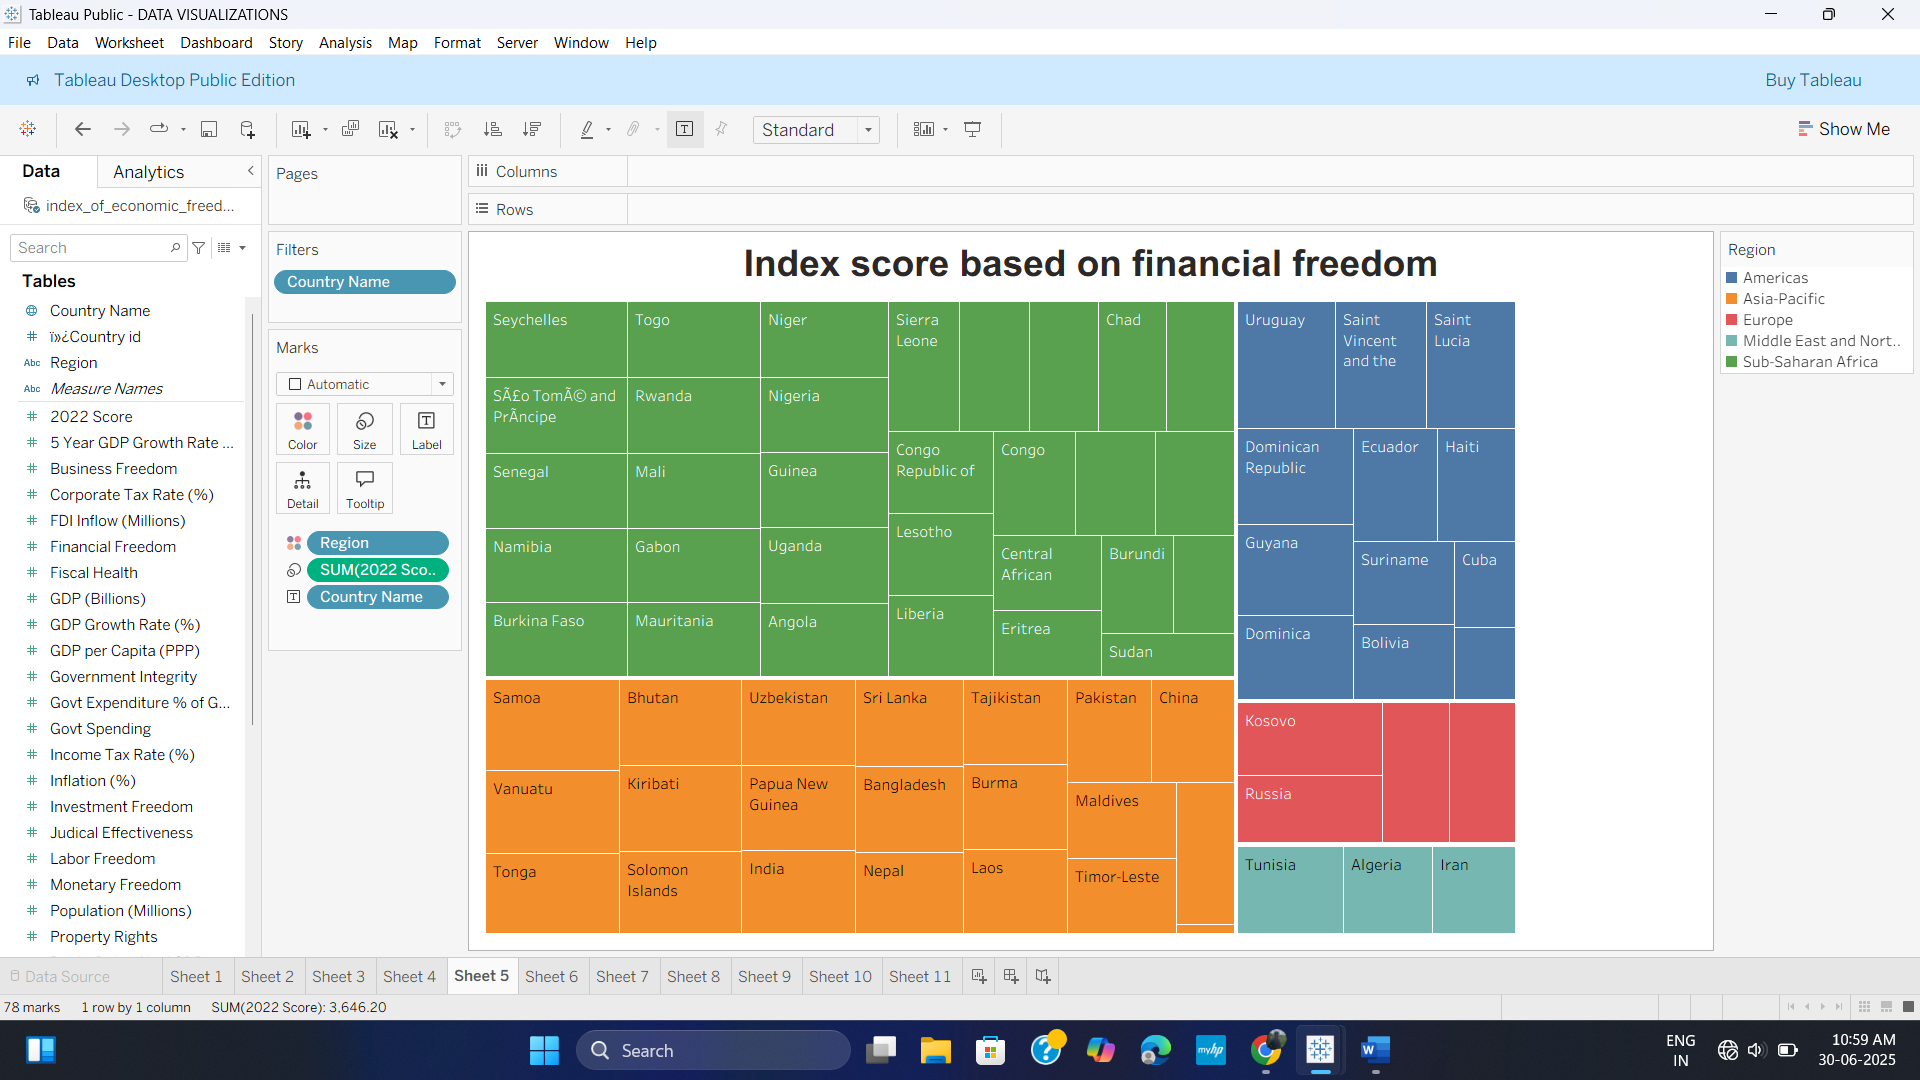 Tableau Public - DATA VISUALIZATIONS
File Data Worksheet Dashboard Story Analysis Map Format Server Window Help
Tableau Desktop Public Edition
Buy Tableau
Standard
Show Me
Data
Analytics
index_of_economic_freed...
Search
Tables
Country Name
ï»¿Country id
Abc Region
Abc Measure Names
2022 Score
5 Year GDP Growth Rate ...
Business Freedom
Corporate Tax Rate (%)
FDI Inflow (Millions)
Financial Freedom
Fiscal Health
GDP (Billions)
GDP Growth Rate (%)
GDP per Capita (PPP)
Government Integrity
Govt Expenditure % of G...
Govt Spending
Income Tax Rate (%)
Inflation (%)
Investment Freedom
Judical Effectiveness
Labor Freedom
Monetary Freedom
Population (Millions)
Property Rights
Pages
Filters
Country Name
Marks
Automatic
Color
Size
Label
Detail
Tooltip
Region
SUM(2022 Sco..
Country Name
Columns
Rows
Index score based on financial freedom
Seychelles
SÃ£o TomÃ© and
PrÃ­ncipe
Senegal
Namibia
Burkina Faso
Togo
Rwanda
Mali
Gabon
Mauritania
Niger
Nigeria
Guinea
Uganda
Angola
Sierra
Leone
Chad
Congo
Republic of
Lesotho
Liberia
Congo
Central
African
Eritrea
Burundi
Sudan
Samoa
Vanuatu
Tonga
Bhutan
Kiribati
Solomon
Islands
Uzbekistan
Papua New
Guinea
India
Sri Lanka
Bangladesh
Nepal
Tajikistan
Burma
Laos
Pakistan
China
Maldives
Timor-Leste
Uruguay
Saint
Vincent
and the
Saint
Lucia
Dominican
Republic
Guyana
Dominica
Ecuador
Haiti
Suriname
Cuba
Bolivia
Kosovo
Russia
Tunisia
Algeria
Iran
Region
Americas
Asia-Pacific
Europe
Middle East and Nort..
Sub-Saharan Africa
Data Source
Sheet 1
Sheet 2
Sheet 3
Sheet 4
Sheet 5
Sheet 6
Sheet 7
Sheet 8
Sheet 9
Sheet 10
Sheet 11
78 marks 1 row by 1 column SUM(2022 Score): 3,646.20
Search
myhp
ENG
IN
10:59 AM
30-06-2025